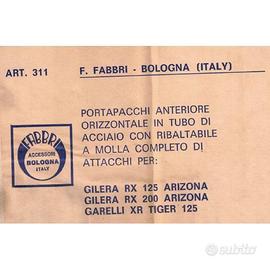 ART. 311
F. FABBRI - BOLOGNA (ITALY)
PORTAPACCHI ANTERIORE
ORIZZONTALE IN TUBO DI
ACCIAIO CON RIBALTABILE
A MOLLA COMPLETO DI
ATTACCHI PER:
FABBRI
ACCESSORI
BOLOGNA
ITALY
GILERA RX 125 ARIZONA
GILERA RX 200 ARIZONA
GARELLI XR TIGER 125
subito